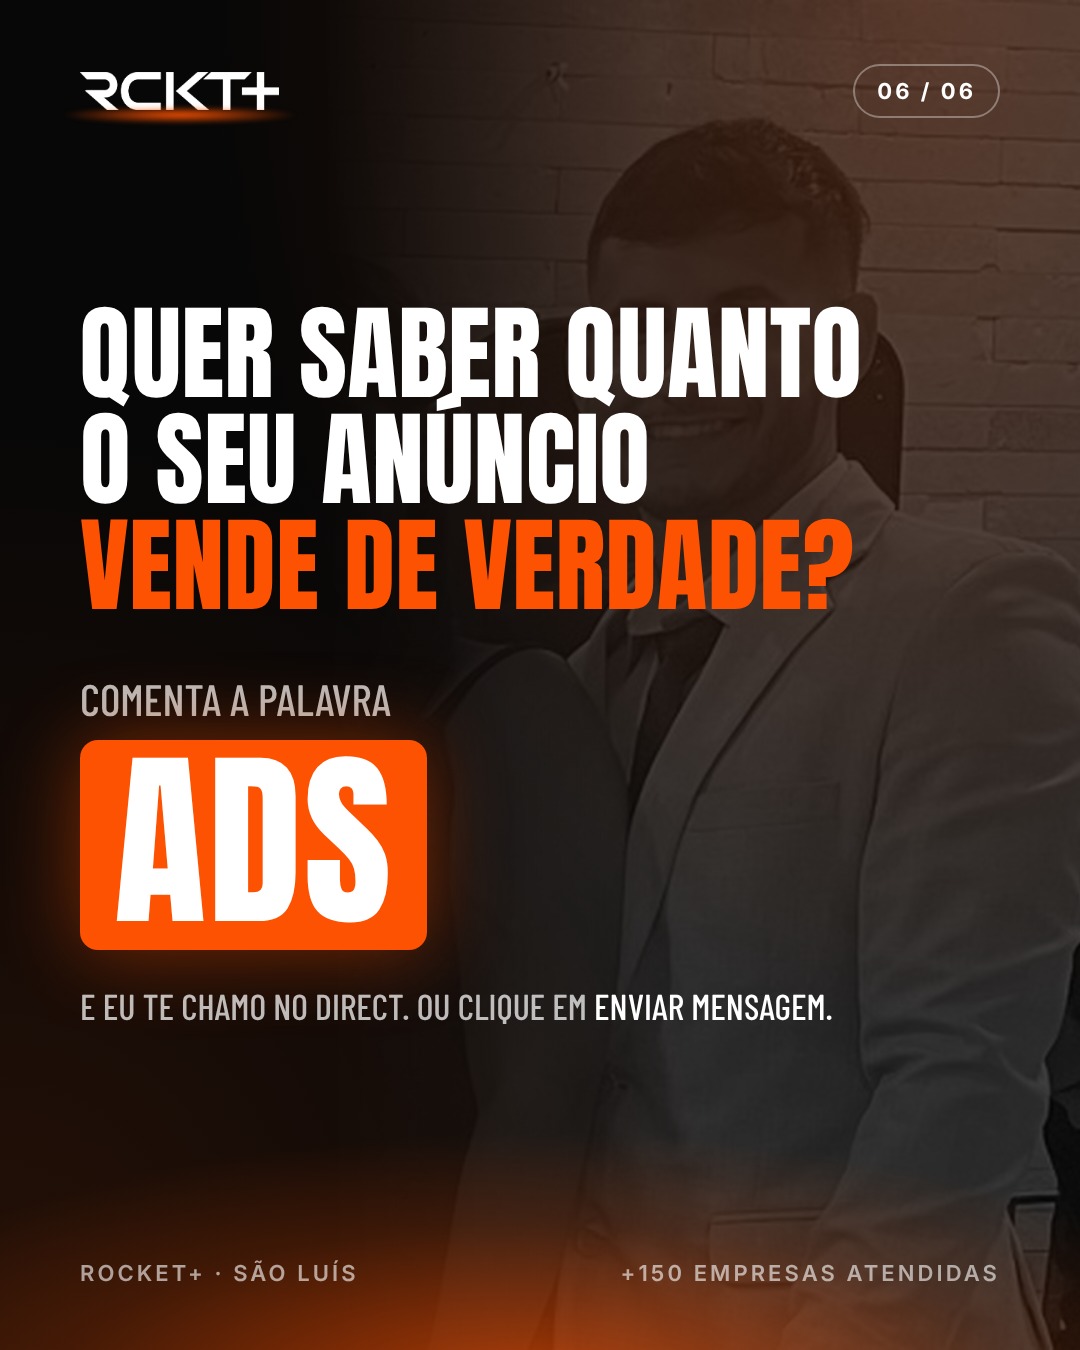 RCKT+
06 / 06
QUER SABER QUANTO
O SEU ANÚNCIO
VENDE DE VERDADE?
COMENTA A PALAVRA
ADS
E EU TE CHAMO NO DIRECT. OU CLIQUE EM ENVIAR MENSAGEM.
ROCKET+ · SÃO LUÍS
+150 EMPRESAS ATENDIDAS